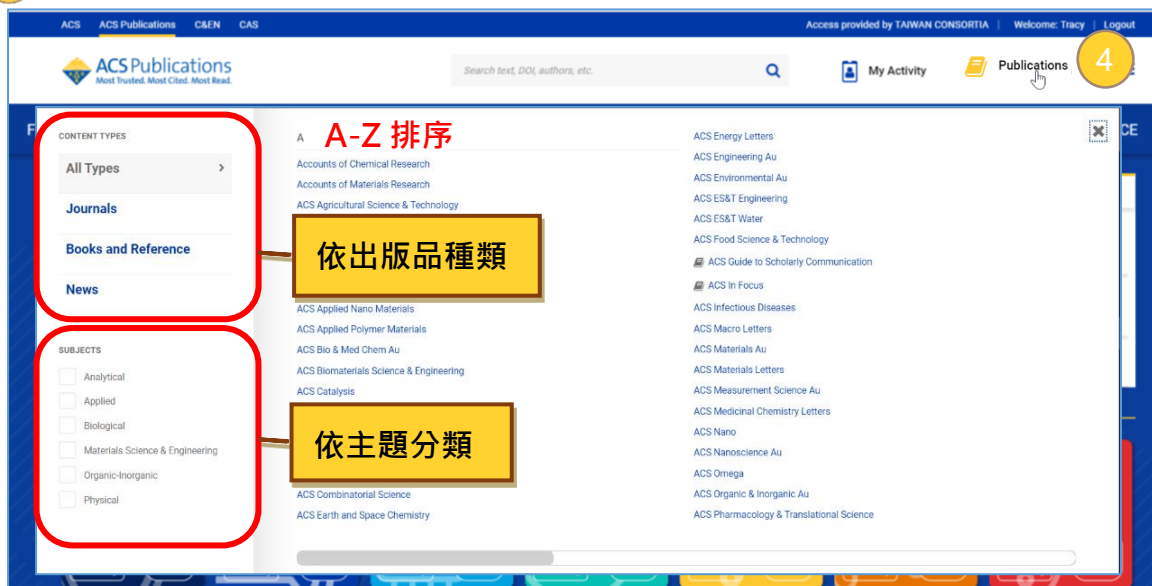 ACS ACS Publications C&EN CAS Access provided by TAIWAN CONSORTIA | Welcome: Tracy | Logout
ACS Publications
Most Trusted. Most Cited. Most Read.
Search text, DOI, authors, etc.
My Activity
Publications
4
CE
CONTENT TYPES
All Types >
Journals
Books and Reference
News
SUBJECTS
Analytical
Applied
Biological
Materials Science & Engineering
Organic-Inorganic
Physical
A A-Z 排序
Accounts of Chemical Research
Accounts of Materials Research
ACS Agricultural Science & Technology
依出版品種類
ACS Applied Nano Materials
ACS Applied Polymer Materials
ACS Bio & Med Chem Au
ACS Biomaterials Science & Engineering
ACS Catalysis
依主題分類
ACS Combinatorial Science
ACS Earth and Space Chemistry
ACS Energy Letters
ACS Engineering Au
ACS Environmental Au
ACS ES&T Engineering
ACS ES&T Water
ACS Food Science & Technology
ACS Guide to Scholarly Communication
ACS In Focus
ACS Infectious Diseases
ACS Macro Letters
ACS Materials Au
ACS Materials Letters
ACS Measurement Science Au
ACS Medicinal Chemistry Letters
ACS Nano
ACS Nanoscience Au
ACS Omega
ACS Organic & Inorganic Au
ACS Pharmacology & Translational Science